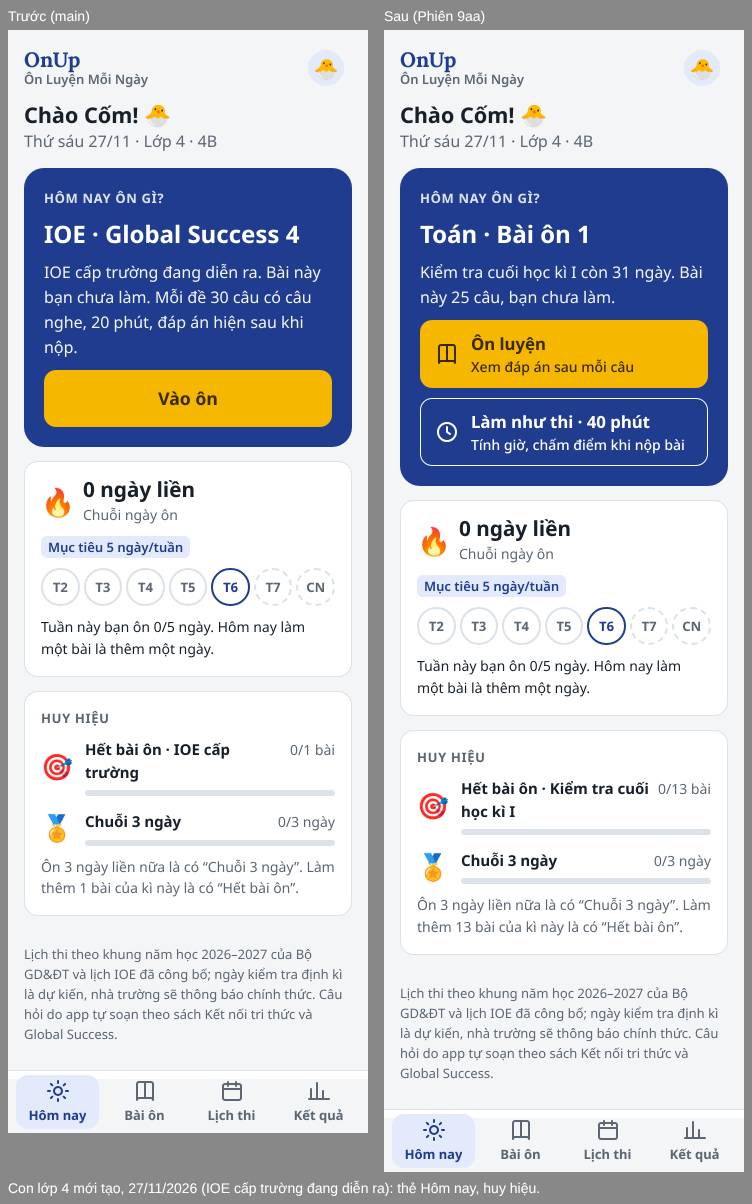 Trước (main)
OnUp
Ôn Luyện Mỗi Ngày
Chào Cốm!
Thứ sáu 27/11 · Lớp 4 · 4B
HÔM NAY ÔN GÌ?
IOE · Global Success 4
IOE cấp trường đang diễn ra. Bài này
bạn chưa làm. Mỗi đề 30 câu có câu
nghe, 20 phút, đáp án hiện sau khi
nộp.
Vào ôn
0 ngày liền
Chuỗi ngày ôn
Mục tiêu 5 ngày/tuần
T2 T3 T4 T5 T6 T7 CN
Tuần này bạn ôn 0/5 ngày. Hôm nay làm
một bài là thêm một ngày.
HUY HIỆU
Hết bài ôn · IOE cấp 0/1 bài
trường
Chuỗi 3 ngày 0/3 ngày
Ôn 3 ngày liền nữa là có “Chuỗi 3 ngày”. Làm
thêm 1 bài của kì này là có “Hết bài ôn”.
Lịch thi theo khung năm học 2026–2027 của Bộ
GD&ĐT và lịch IOE đã công bố; ngày kiểm tra định kì
là dự kiến, nhà trường sẽ thông báo chính thức. Câu
hỏi do app tự soạn theo sách Kết nối tri thức và
Global Success.
Hôm nay Bài ôn Lịch thi Kết quả
Sau (Phiên 9aa)
OnUp
Ôn Luyện Mỗi Ngày
Chào Cốm!
Thứ sáu 27/11 · Lớp 4 · 4B
HÔM NAY ÔN GÌ?
Toán · Bài ôn 1
Kiểm tra cuối học kì I còn 31 ngày. Bài
này 25 câu, bạn chưa làm.
Ôn luyện
Xem đáp án sau mỗi câu
Làm như thi · 40 phút
Tính giờ, chấm điểm khi nộp bài
0 ngày liền
Chuỗi ngày ôn
Mục tiêu 5 ngày/tuần
T2 T3 T4 T5 T6 T7 CN
Tuần này bạn ôn 0/5 ngày. Hôm nay làm
một bài là thêm một ngày.
HUY HIỆU
Hết bài ôn · Kiểm tra cuối 0/13 bài
học kì I
Chuỗi 3 ngày 0/3 ngày
Ôn 3 ngày liền nữa là có “Chuỗi 3 ngày”. Làm
thêm 13 bài của kì này là có “Hết bài ôn”.
Lịch thi theo khung năm học 2026–2027 của Bộ
GD&ĐT và lịch IOE đã công bố; ngày kiểm tra định kì
là dự kiến, nhà trường sẽ thông báo chính thức. Câu
hỏi do app tự soạn theo sách Kết nối tri thức và
Global Success.
Hôm nay Bài ôn Lịch thi Kết quả
Con lớp 4 mới tạo, 27/11/2026 (IOE cấp trường đang diễn ra): thẻ Hôm nay, huy hiệu.